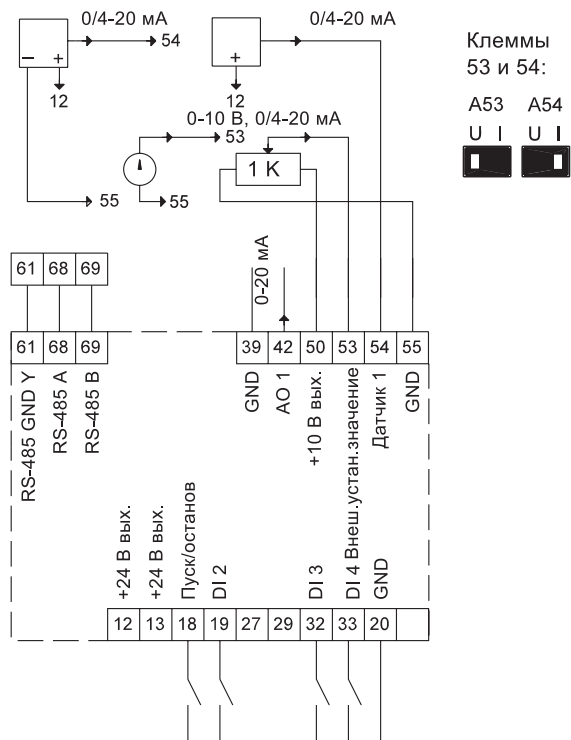 0/4-20 мА
54
12
0/4-20 мА
12
Клеммы
53 и 54:
A53 A54
U I U I
0-10 В, 0/4-20 мА
53
1 K
55
55
0-20 мА
61 68 69
61 68 69
39 42 50 53 54 55
RS-485 GND Y
RS-485 A
RS-485 B
GND
AO 1
+10 В вых.
Внеш.устан.значение
Датчик 1
GND
+24 В вых.
+24 В вых.
Пуск/останов
DI 2
DI 3
DI 4
GND
12 13 18 19 27 29 32 33 20
- +
+